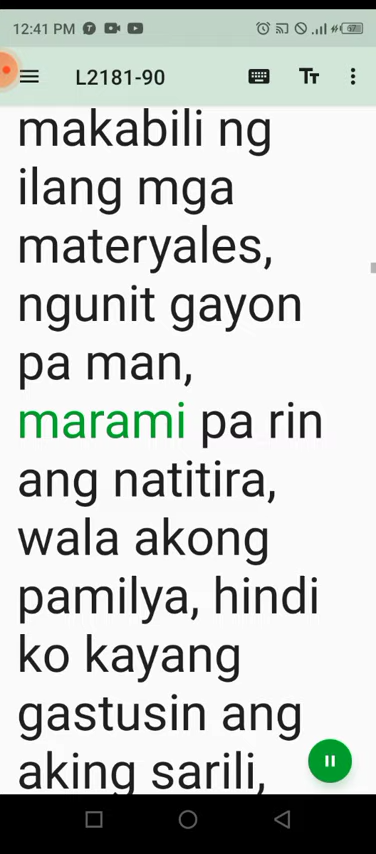 12:41 PM
L2181-90
Tт
makabili ng
ilang mga
materyales,
ngunit gayon
pa man,
marami pa rin
ang natitira,
wala akong
pamilya, hindi
ko kayang
gastusin ang
aking sarili,